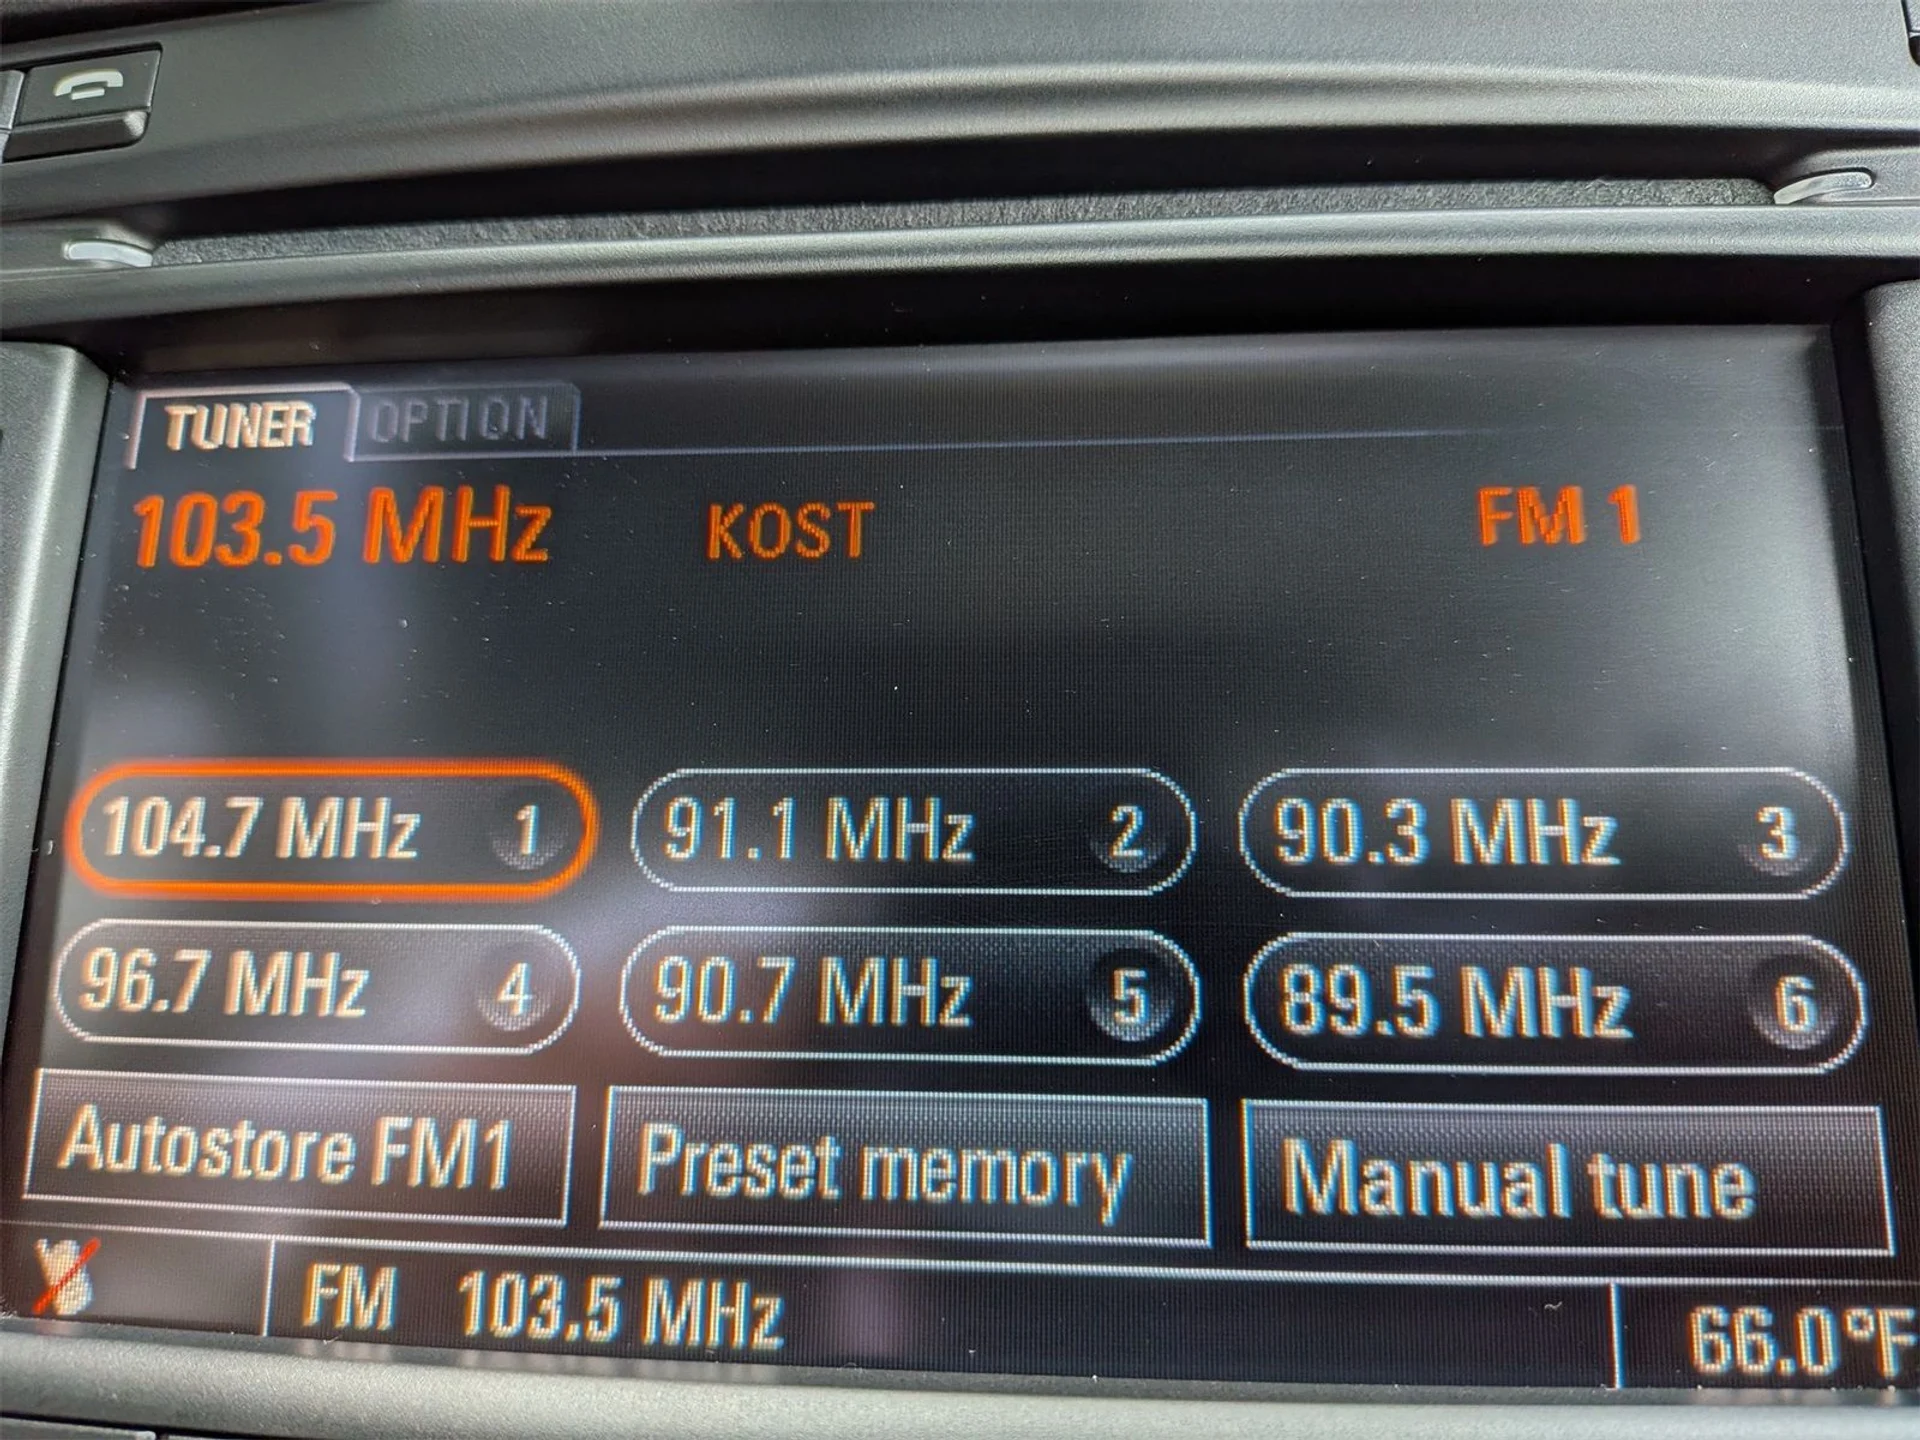 TUNER OPTION
103.5 MHz KOST FM 1
104.7 MHz 1 91.1 MHz 2 90.3 MHz 3
96.7 MHz 4 90.7 MHz 5 89.5 MHz 6
Autostore FM1 Preset memory Manual tune
FM 103.5 MHz 66.0°F